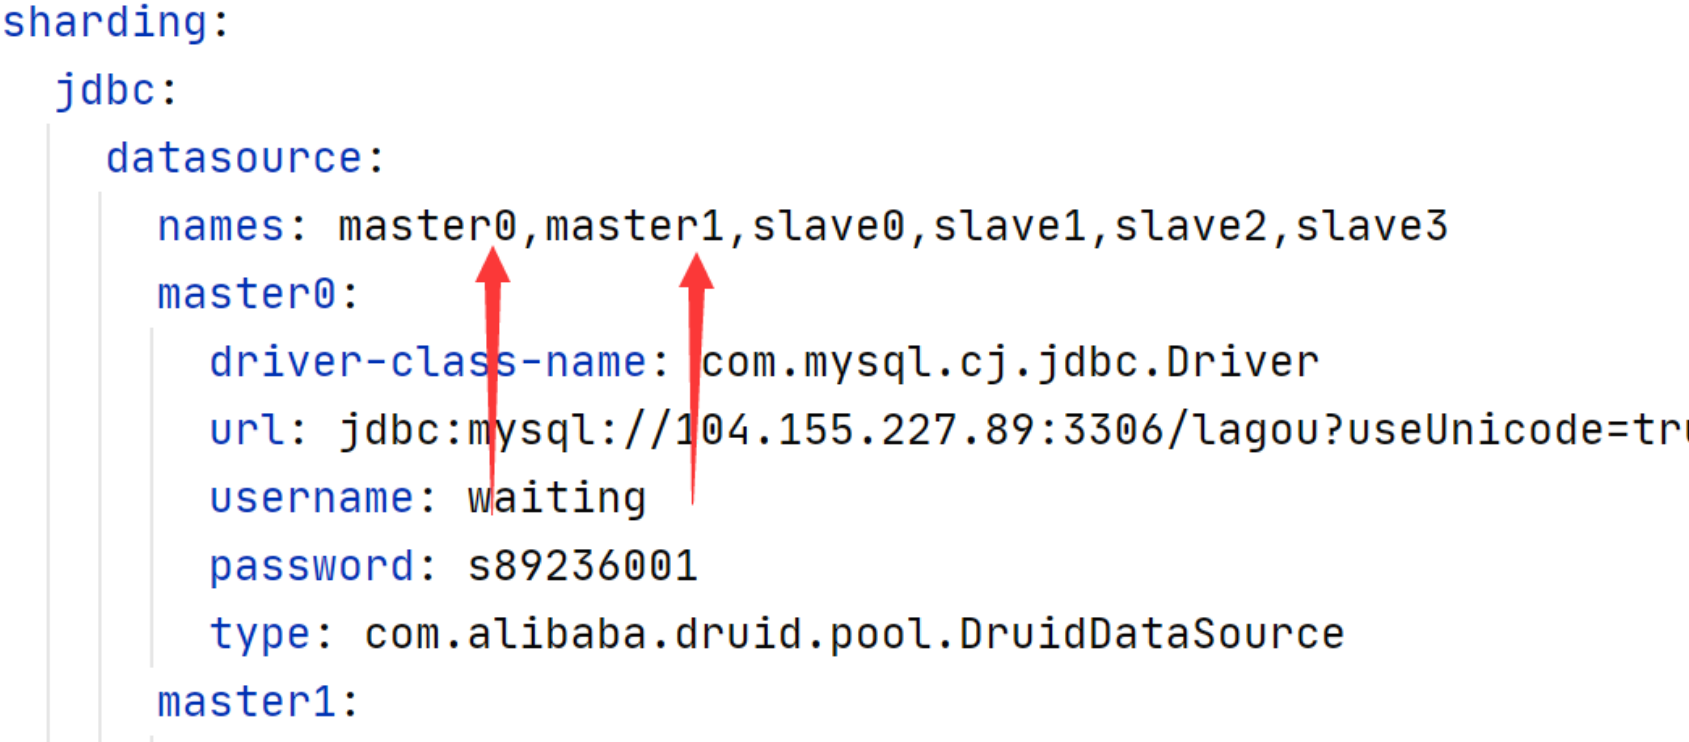 sharding:
jdbc:
datasource:
names: master0,master1,slave0,slave1,slave2,slave3
master0:
driver-class-name: com.mysql.cj.jdbc.Driver
url: jdbc:mysql://104.155.227.89:3306/lagou?useUnicode=tru
username: waiting
password: s89236001
type: com.alibaba.druid.pool.DruidDataSource
master1: